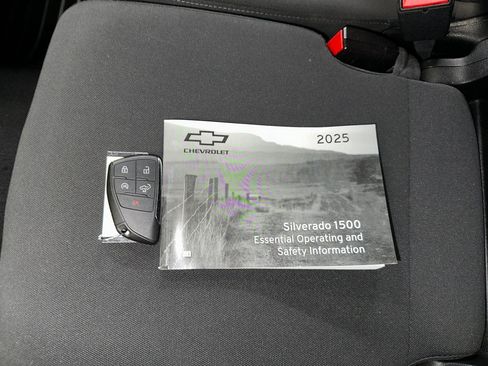 2025
CHEVROLET
Silverado 1500
Essential Operating and
Safety Information